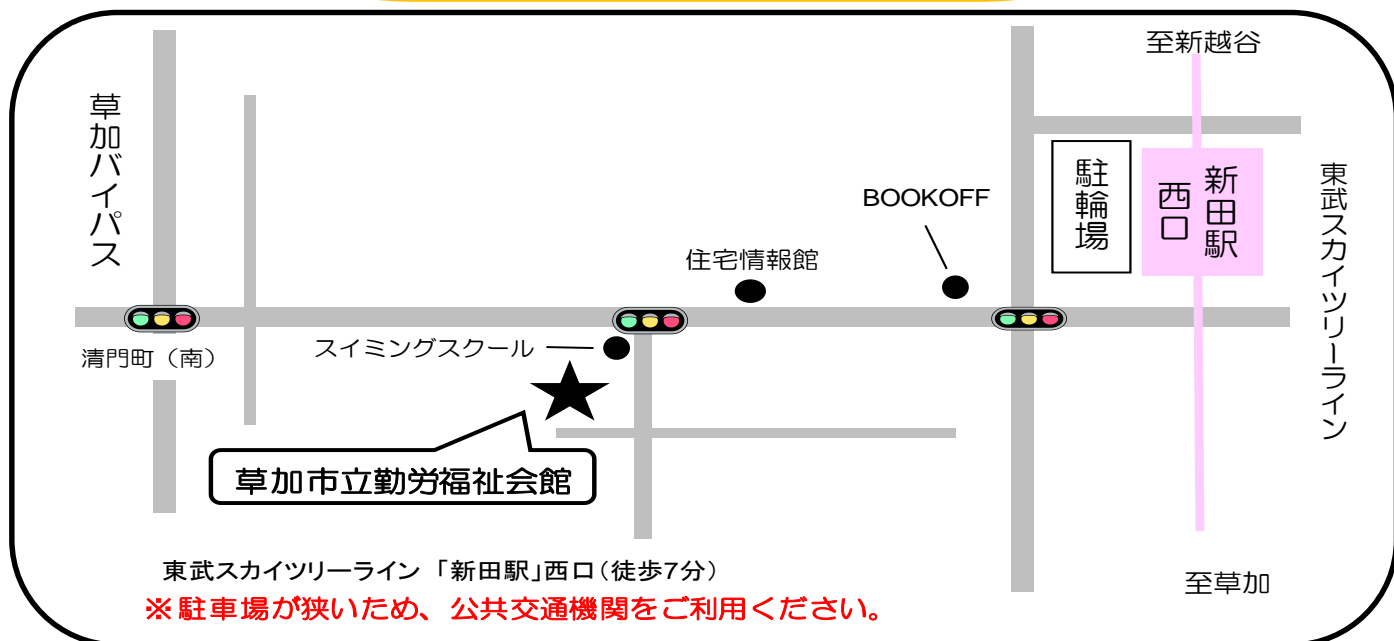 至新越谷
草加バイパス
駐輪場
新田駅
西口
東武スカイツリーライン
BOOKOFF
住宅情報館
スイミングスクール
清門町（南）
草加市立勤労福祉会館
東武スカイツリーライン「新田駅」西口（徒歩7分）
至草加
※駐車場が狭いため、公共交通機関をご利用ください。